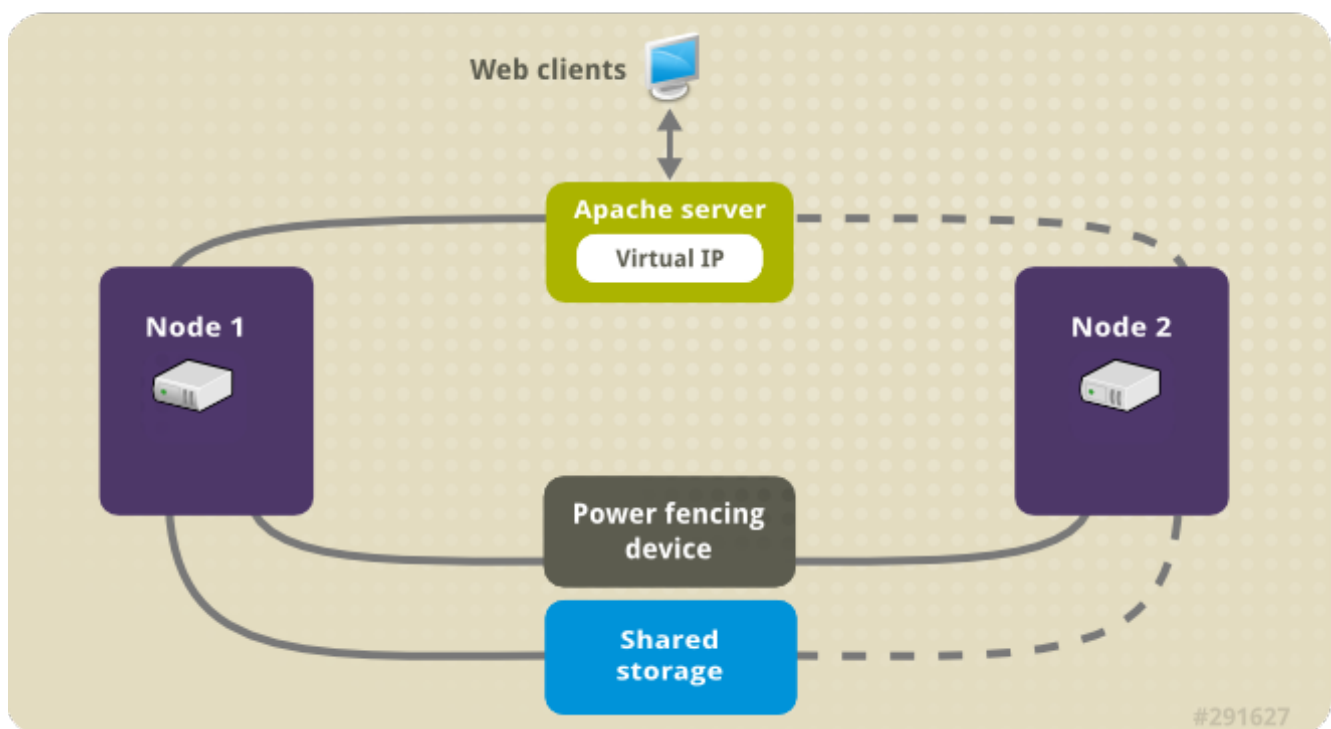 Web clients
Apache server
Virtual IP
Node 1
Node 2
Power fencing
device
Shared
storage
#291627